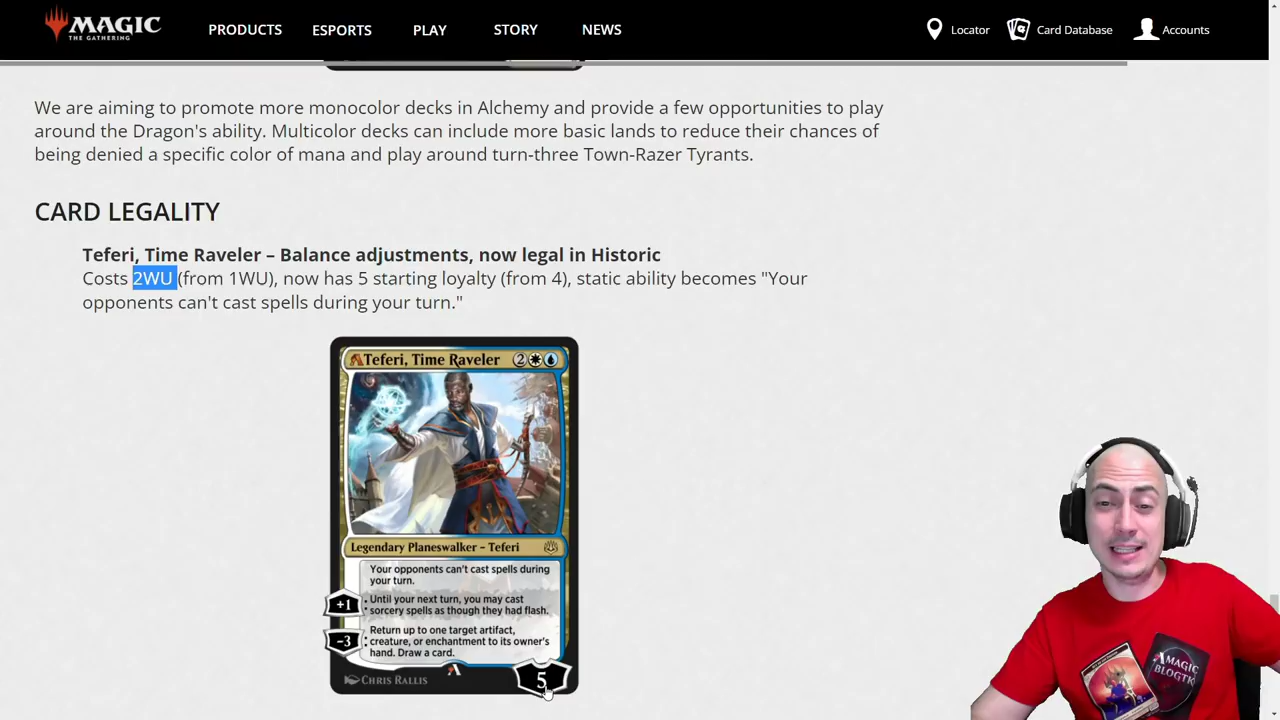 MAGIC
THE GATHERING
PRODUCTS
ESPORTS
PLAY
STORY
NEWS
Locator
Card Database
Accounts
We are aiming to promote more monocolor decks in Alchemy and provide a few opportunities to play
around the Dragon's ability. Multicolor decks can include more basic lands to reduce their chances of
being denied a specific color of mana and play around turn-three Town-Razer Tyrants.
CARD LEGALITY
Teferi, Time Raveler – Balance adjustments, now legal in Historic
Costs 2WU (from 1WU), now has 5 starting loyalty (from 4), static ability becomes "Your
opponents can't cast spells during your turn."
Teferi, Time Raveler 2
Legendary Planeswalker – Teferi
Your opponents can't cast spells during
your turn.
+1 : Until your next turn, you may cast
sorcery spells as though they had flash.
-3 : Return up to one target artifact,
creature, or enchantment to its owner's
hand. Draw a card.
CHRIS RALLIS
5
AMAGIC
BLOGTK